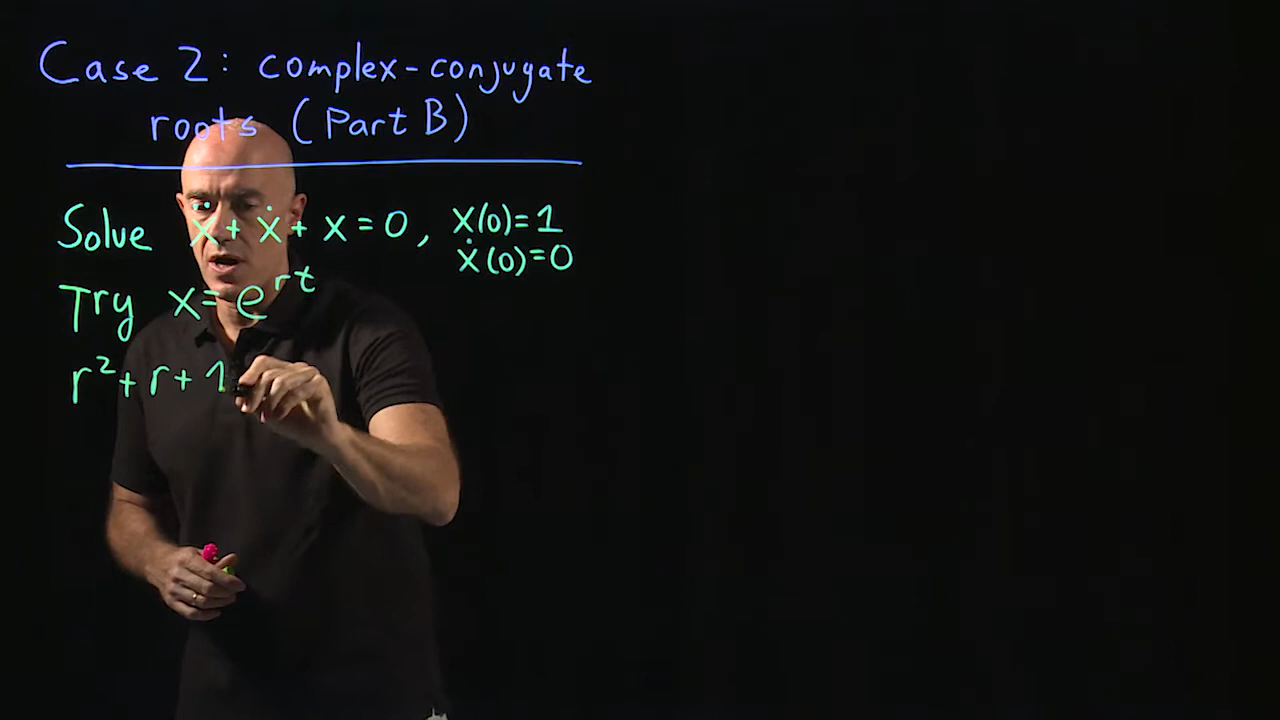 Case 2: complex-conjugate
roots (Part B)
Solve ẍ + ẋ + x = 0, x(0) = 1
ẋ(0) = 0
Try x = e^{rt}
r² + r + 1